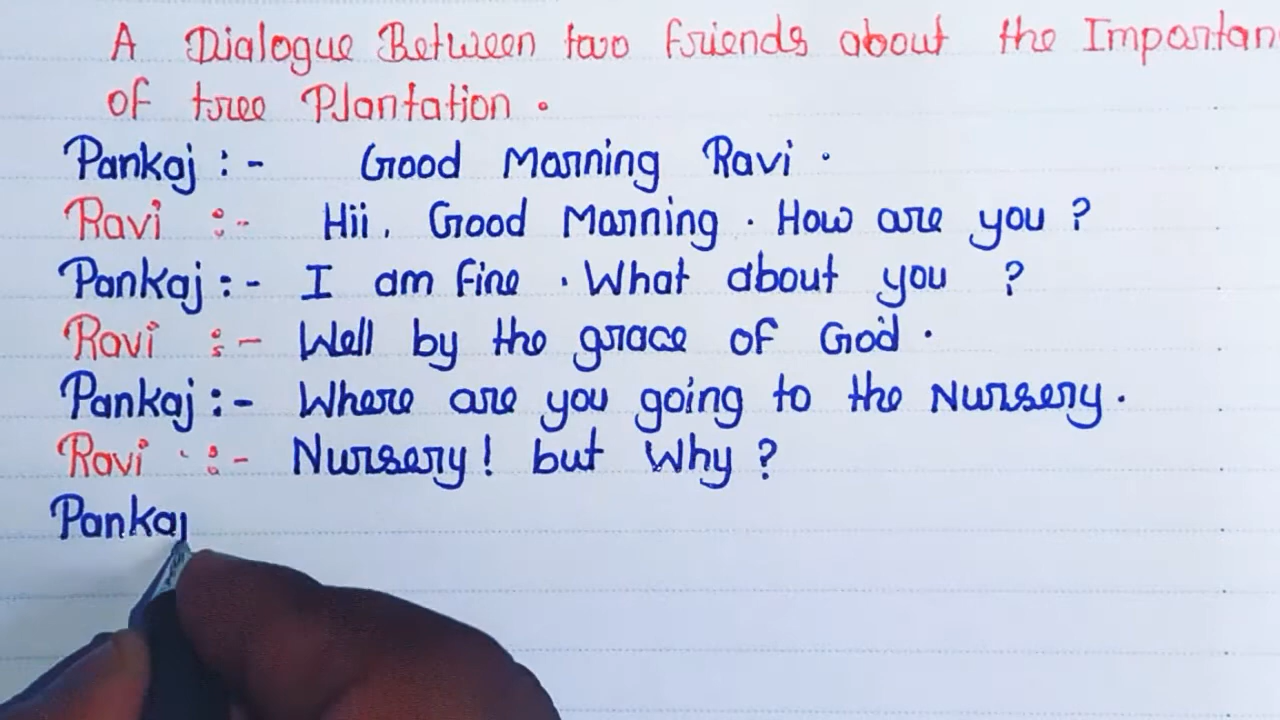 A Dialogue Between two Friends about the Importan
of tree Plantation.
Pankaj :- Good Morning Ravi.
Ravi :- Hii. Good Morning. How are you?
Pankaj :- I am fine. What about you ?
Ravi :- Well by the grace of God.
Pankaj :- Where are you going to the Nursery.
Ravi :- Nursery! but Why?
Pankaj